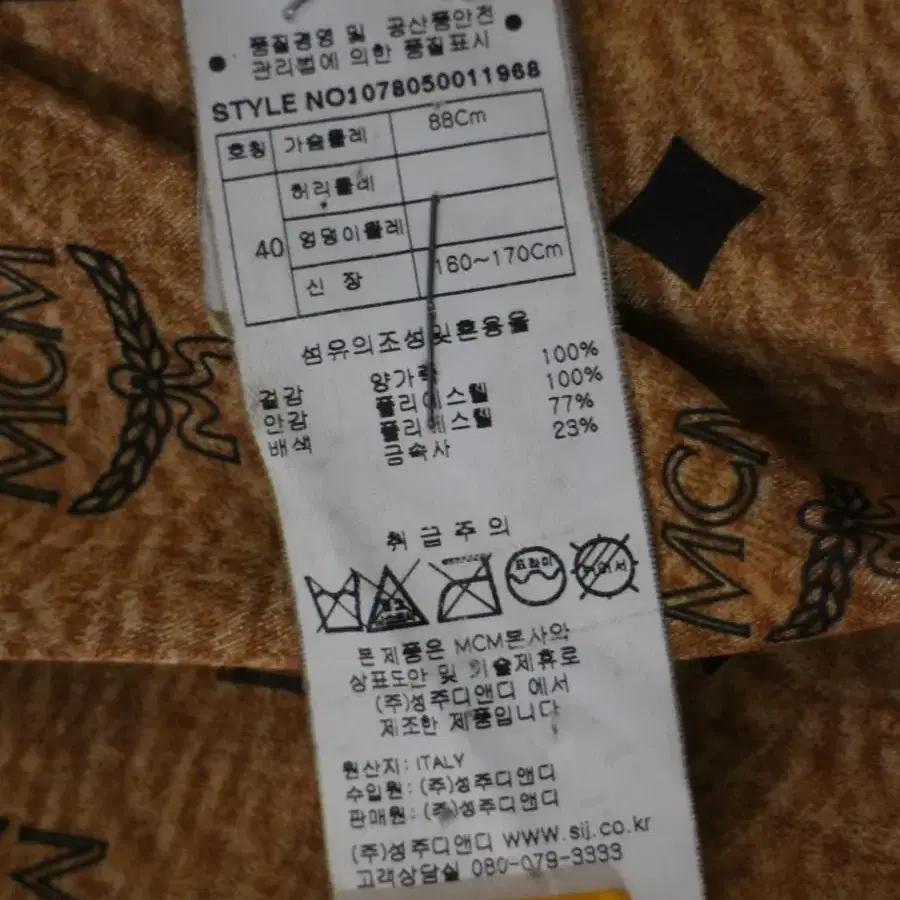 ● 품질경영 및 공산품안전 ●
관리법에 의한 품질표시
STYLE NO1078050011968
호칭 가슴둘레 88Cm
허리둘레
40 엉덩이둘레
신 장 160~170Cm
섬유의조성및혼용율
겉감 양가죽 100%
안감 폴리에스텔 100%
배색 폴리에스텔 77%
금속사 23%
취급주의
드라이
본제품은 MCM본사와
상표도안 및 기술제휴로
(주)성주디앤디 에서
제조한 제품입니다
원산지: ITALY
수입원: (주)성주디앤디
판매원: (주)성주디앤디
(주)성주디앤디 www.sij.co.kr
고객상담실 080-079-3333
MCM
MCM